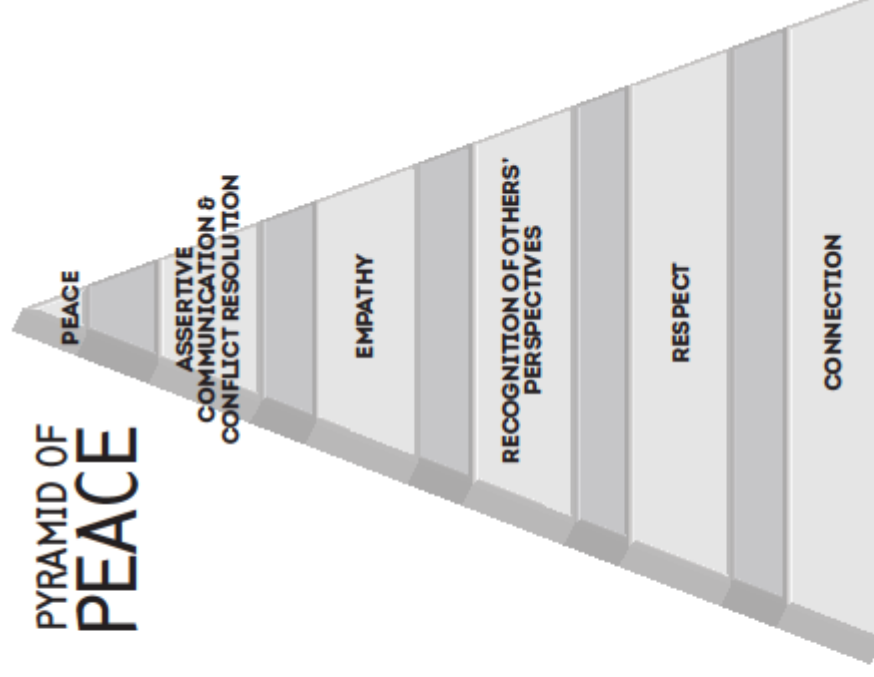 PYRAMID OF
PEACE
PEACE
ASSERTIVE
COMMUNICATION &
CONFLICT RESOLUTION
EMPATHY
RECOGNITION OF OTHERS'
PERSPECTIVES
RESPECT
CONNECTION